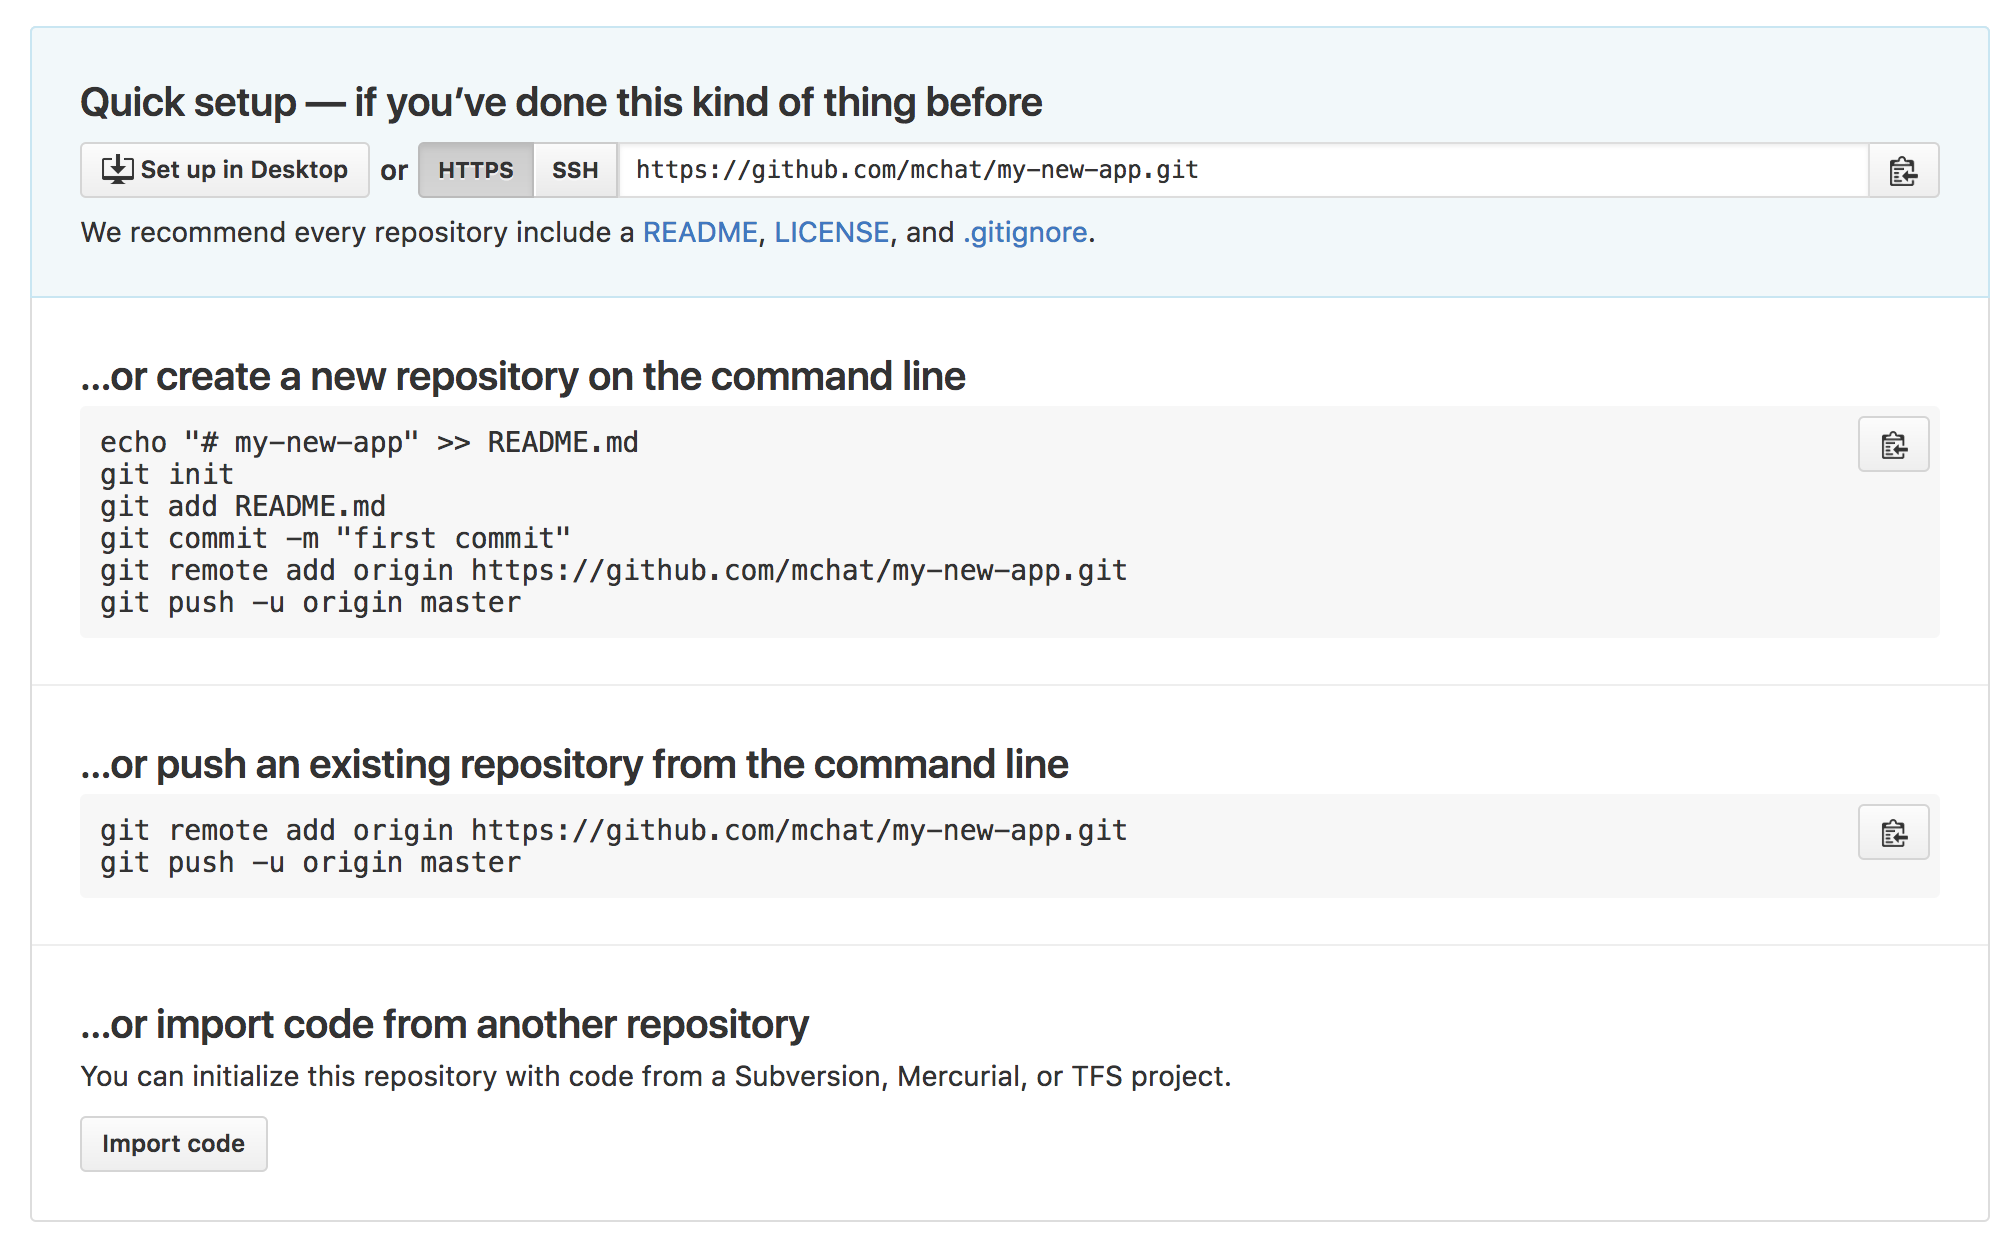 Quick setup — if you’ve done this kind of thing before
Set up in Desktop or HTTPS SSH https://github.com/mchat/my-new-app.git
We recommend every repository include a README, LICENSE, and .gitignore.
…or create a new repository on the command line
echo "# my-new-app" >> README.md
git init
git add README.md
git commit -m "first commit"
git remote add origin https://github.com/mchat/my-new-app.git
git push -u origin master
…or push an existing repository from the command line
git remote add origin https://github.com/mchat/my-new-app.git
git push -u origin master
…or import code from another repository
You can initialize this repository with code from a Subversion, Mercurial, or TFS project.
Import code